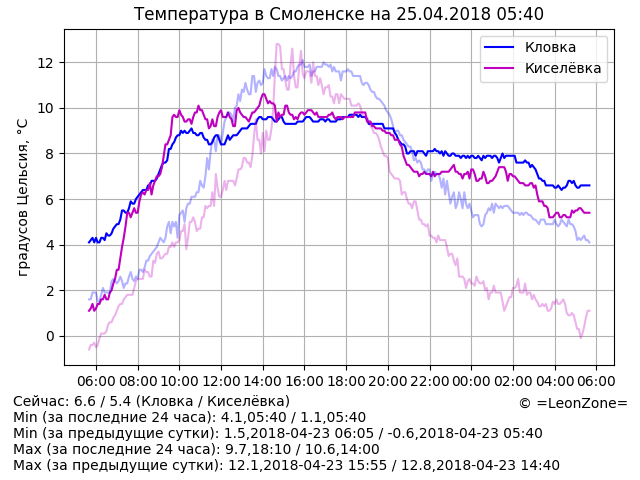 Температура в Смоленске на 25.04.2018 05:40
Кловка
Киселёвка
градусов Цельсия, °C
12
10
8
6
4
2
0
06:00 08:00 10:00 12:00 14:00 16:00 18:00 20:00 22:00 00:00 02:00 04:00 06:00
Сейчас: 6.6 / 5.4 (Кловка / Киселёвка)
© =LeonZone=
Min (за последние 24 часа): 4.1,05:40 / 1.1,05:40
Min (за предыдущие сутки): 1.5,2018-04-23 06:05 / -0.6,2018-04-23 05:40
Max (за последние 24 часа): 9.7,18:10 / 10.6,14:00
Max (за предыдущие сутки): 12.1,2018-04-23 15:55 / 12.8,2018-04-23 14:40